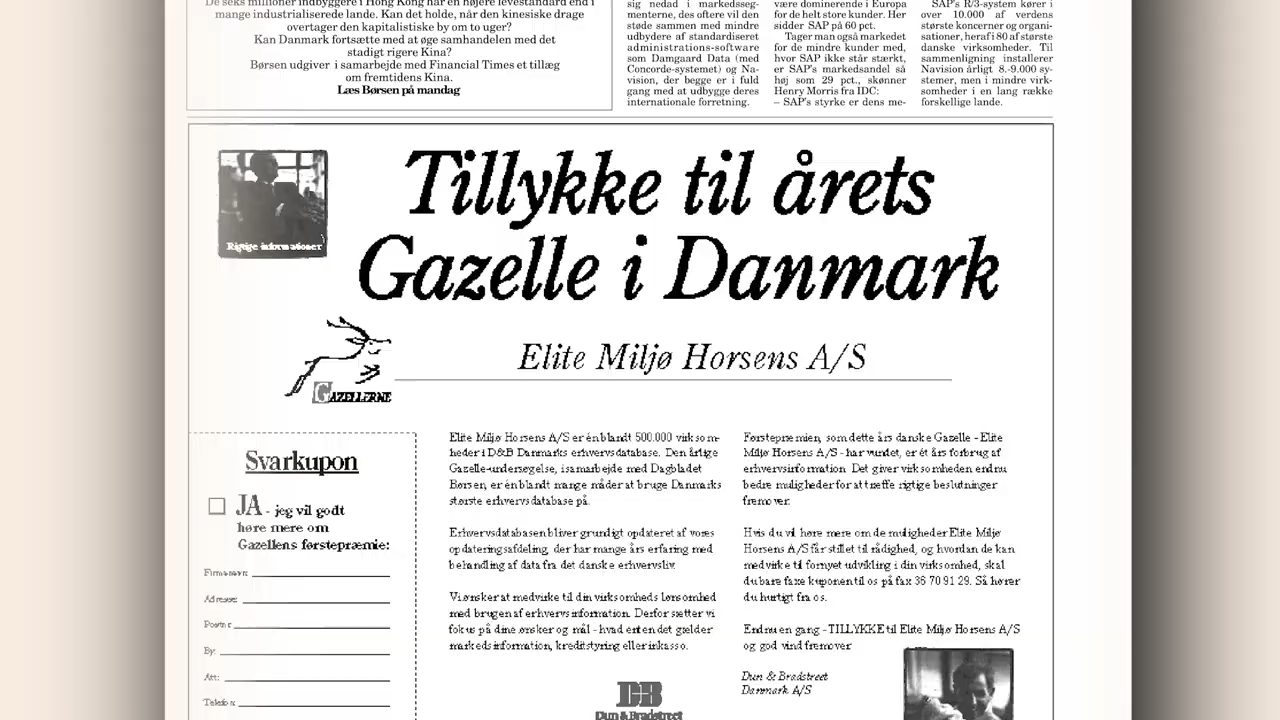 De seks millioner indbyggere i Hong Kong har en højere levestandard end i
mange industrialiserede lande. Kan det holde, når den kinesiske drage
overtager den kapitalistiske by om to uger?
Kan Danmark fortsætte med at øge samhandelen med det
stadigt rigere Kina?
Børsen udgiver i samarbejde med Financial Times et tillæg
om fremtidens Kina.
Læs Børsen på mandag
sig nedad i markedsseg-
menterne, des oftere vil den
støde sammen med mindre
udbydere af standardiseret
administrations-software
som Damgaard Data (med
Concorde-systemet) og Na-
vision, der begge er i fuld
gang med at udbygge deres
internationale forretning.
være dominerende i Europa
for de helt store kunder. Her
sidder SAP på 60 pct.
Tager man også markedet
for de mindre kunder med,
hvor SAP ikke står stærkt,
er SAP's markedsandel så
høj som 29 pct., skønner
Henry Morris fra IDC:
– SAP's styrke er dens me-
SAP's R/3-system kører i
over 10.000 af verdens
største koncerner og organi-
sationer, heraf i 80 af største
danske virksomheder. Til
sammenligning installerer
Navision årligt 8.-9.000 sy-
stemer, men i mindre virk-
somheder i en lang række
forskellige lande.
Rigtige informationer
Tillykke til årets
Gazelle i Danmark
Elite Miljø Horsens A/S
GAZELLERNE
Svarkupon
JA - jeg vil godt
høre mere om
Gazellens førstepræmie:
Firmanavn:
Adresse:
Postnr.:
By:
Att:
Telefon:
Elite Miljø Horsens A/S er én blandt 500.000 virksom-
heder i D&B Danmarks erhvervsdatabase. Den årlige
Gazelle-undersøgelse, i samarbejde med Dagbladet
Børsen, er én blandt mange måder at bruge Danmarks
største erhvervsdatabase på.
Erhvervsdatabasen bliver grundigt opdateret af vores
opdateringsafdeling, der har mange års erfaring med
behandling af data fra det danske erhvervsliv.
Vi ønsker at medvirke til din virksomheds lønsomhed
med brugen af erhvervsinformation. Derfor sætter vi
fokus på dine ønsker og mål - hvad enten det gælder
markedsinformation, kreditstyring eller inkasso.
Førstepræmien, som dette års danske Gazelle - Elite
Miljø Horsens A/S - har vundet, er ét års forbrug af
erhvervsinformation. Det giver virksomheden endnu
bedre muligheder for at træffe rigtige beslutninger
fremover.
Hvis du vil høre mere om de muligheder Elite Miljø
Horsens A/S får stillet til rådighed, og hvordan de kan
medvirke til fornyet udvikling i din virksomhed, skal
du bare faxe kuponen til os på fax 36 70 91 29. Så hører
du hurtigt fra os.
Endnu en gang - TILLYKKE til Elite Miljø Horsens A/S
og god vind fremover.
Dun & Bradstreet
Danmark A/S
D&B
Dun & Bradstreet